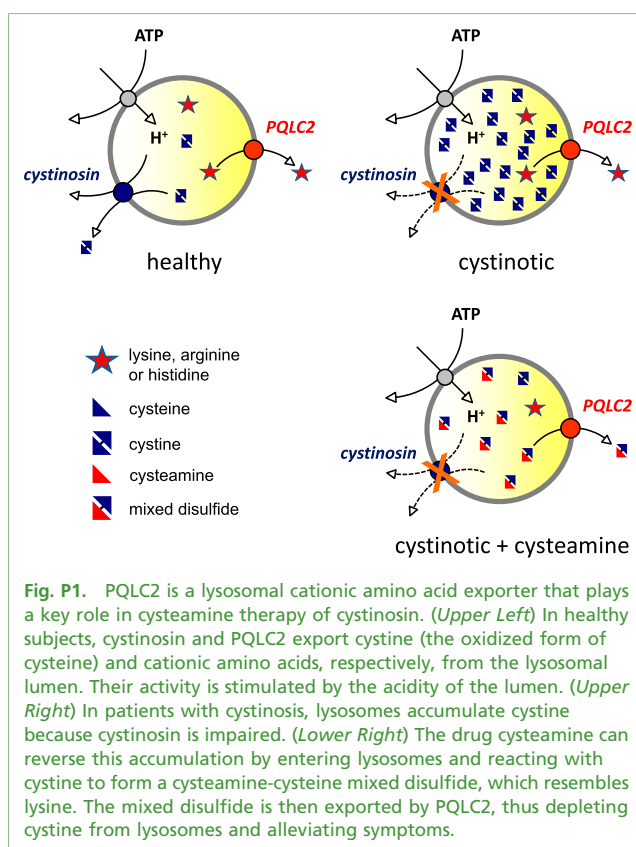 ATP
H+
PQLC2
cystinosin
healthy
ATP
H+
PQLC2
cystinosin
cystinotic
lysine, arginine
or histidine
cysteine
cystine
cysteamine
mixed disulfide
ATP
H+
PQLC2
cystinosin
cystinotic + cysteamine
Fig. P1. PQLC2 is a lysosomal cationic amino acid exporter that plays
a key role in cysteamine therapy of cystinosin. (Upper Left) In healthy
subjects, cystinosin and PQLC2 export cystine (the oxidized form of
cysteine) and cationic amino acids, respectively, from the lysosomal
lumen. Their activity is stimulated by the acidity of the lumen. (Upper
Right) In patients with cystinosis, lysosomes accumulate cystine
because cystinosin is impaired. (Lower Right) The drug cysteamine can
reverse this accumulation by entering lysosomes and reacting with
cystine to form a cysteamine-cysteine mixed disulfide, which resembles
lysine. The mixed disulfide is then exported by PQLC2, thus depleting
cystine from lysosomes and alleviating symptoms.